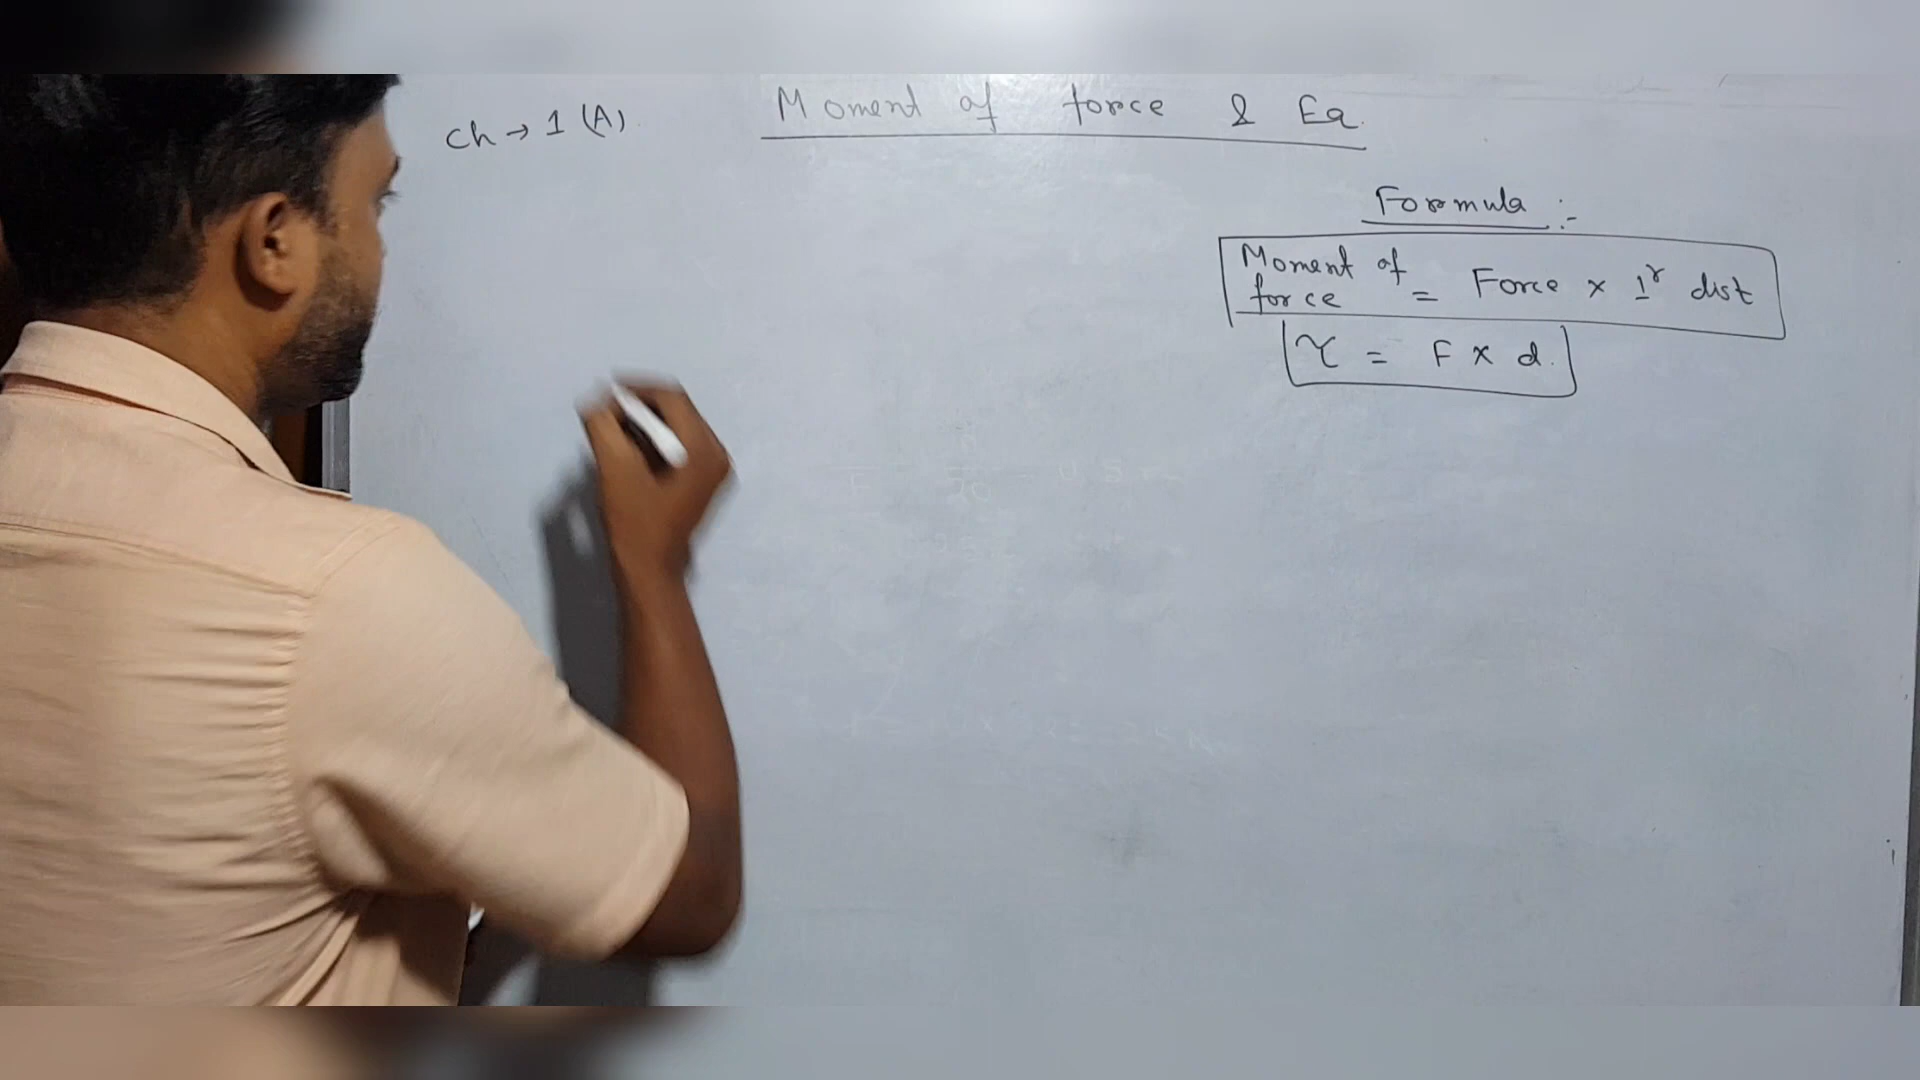 Ch → 1 (A)
Moment of force & Eq.
Formula :-
Moment of force = Force × ⊥r dist
τ = F × d.